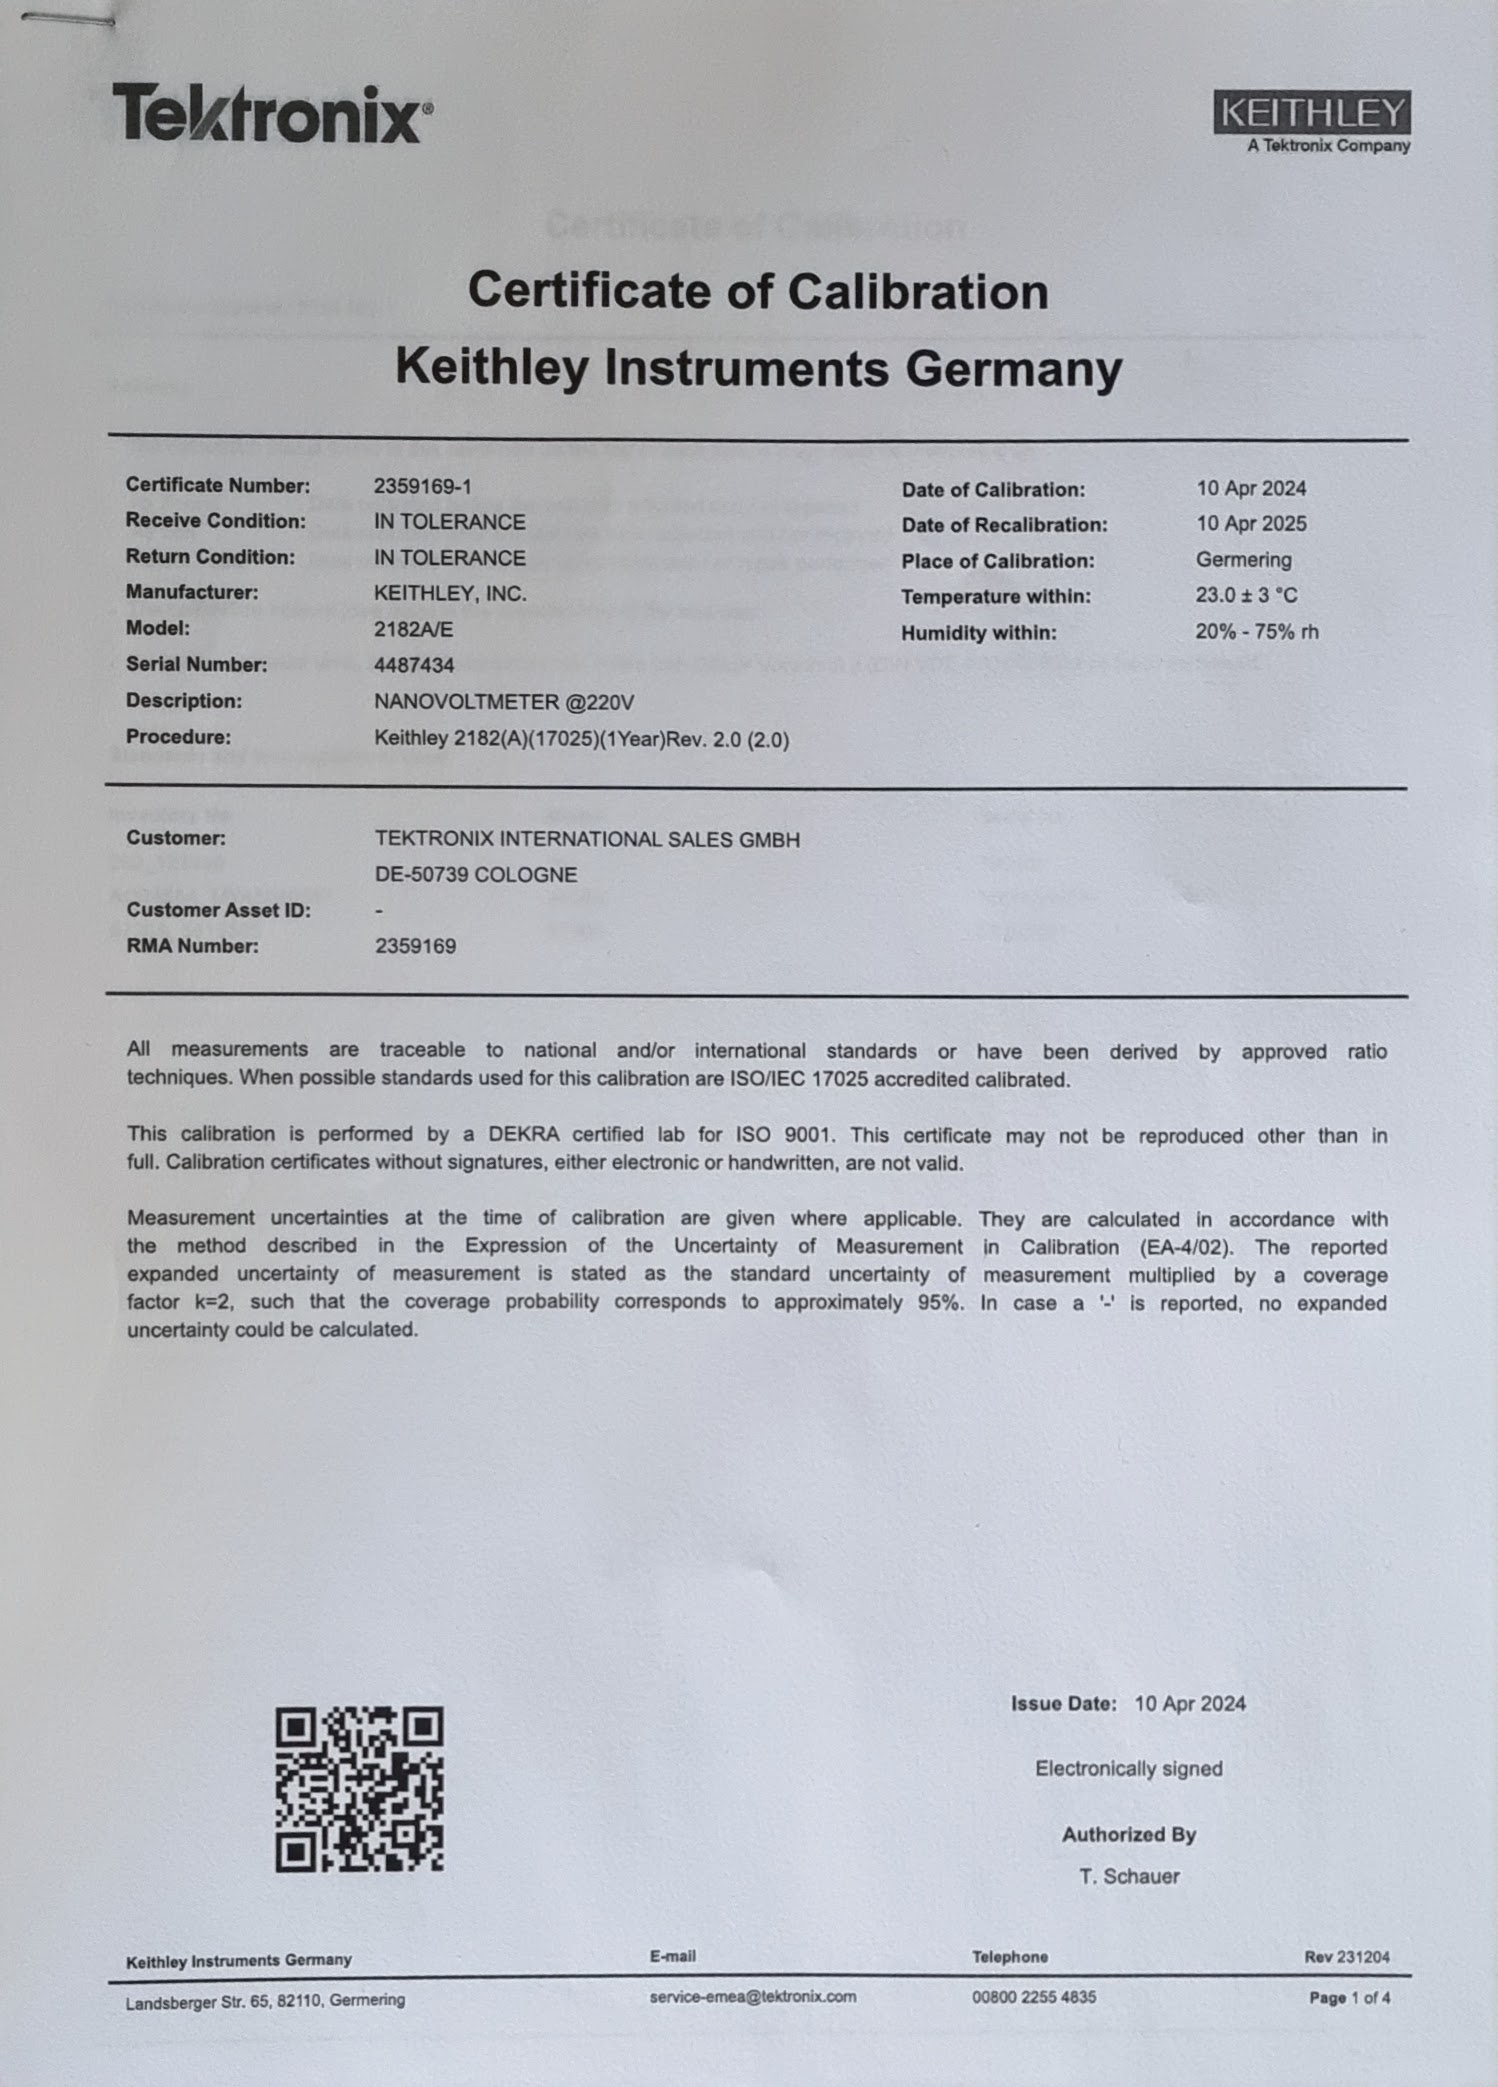 Tektronix®
KEITHLEY
A Tektronix Company
Certificate of Calibration
Keithley Instruments Germany
Certificate Number: 2359169-1
Receive Condition: IN TOLERANCE
Return Condition: IN TOLERANCE
Manufacturer: KEITHLEY, INC.
Model: 2182A/E
Serial Number: 4487434
Description: NANOVOLTMETER @220V
Procedure: Keithley 2182(A)(17025)(1Year)Rev. 2.0 (2.0)
Date of Calibration: 10 Apr 2024
Date of Recalibration: 10 Apr 2025
Place of Calibration: Germering
Temperature within: 23.0 ± 3 °C
Humidity within: 20% - 75% rh
Customer: TEKTRONIX INTERNATIONAL SALES GMBH
DE-50739 COLOGNE
Customer Asset ID: -
RMA Number: 2359169
All measurements are traceable to national and/or international standards or have been derived by approved ratio
techniques. When possible standards used for this calibration are ISO/IEC 17025 accredited calibrated.
This calibration is performed by a DEKRA certified lab for ISO 9001. This certificate may not be reproduced other than in
full. Calibration certificates without signatures, either electronic or handwritten, are not valid.
Measurement uncertainties at the time of calibration are given where applicable. They are calculated in accordance with
the method described in the Expression of the Uncertainty of Measurement in Calibration (EA-4/02). The reported
expanded uncertainty of measurement is stated as the standard uncertainty of measurement multiplied by a coverage
factor k=2, such that the coverage probability corresponds to approximately 95%. In case a '-' is reported, no expanded
uncertainty could be calculated.
Issue Date: 10 Apr 2024
Electronically signed
Authorized By
T. Schauer
Keithley Instruments Germany E-mail Telephone Rev 231204
Landsberger Str. 65, 82110, Germering service-emea@tektronix.com 00800 2255 4835 Page 1 of 4